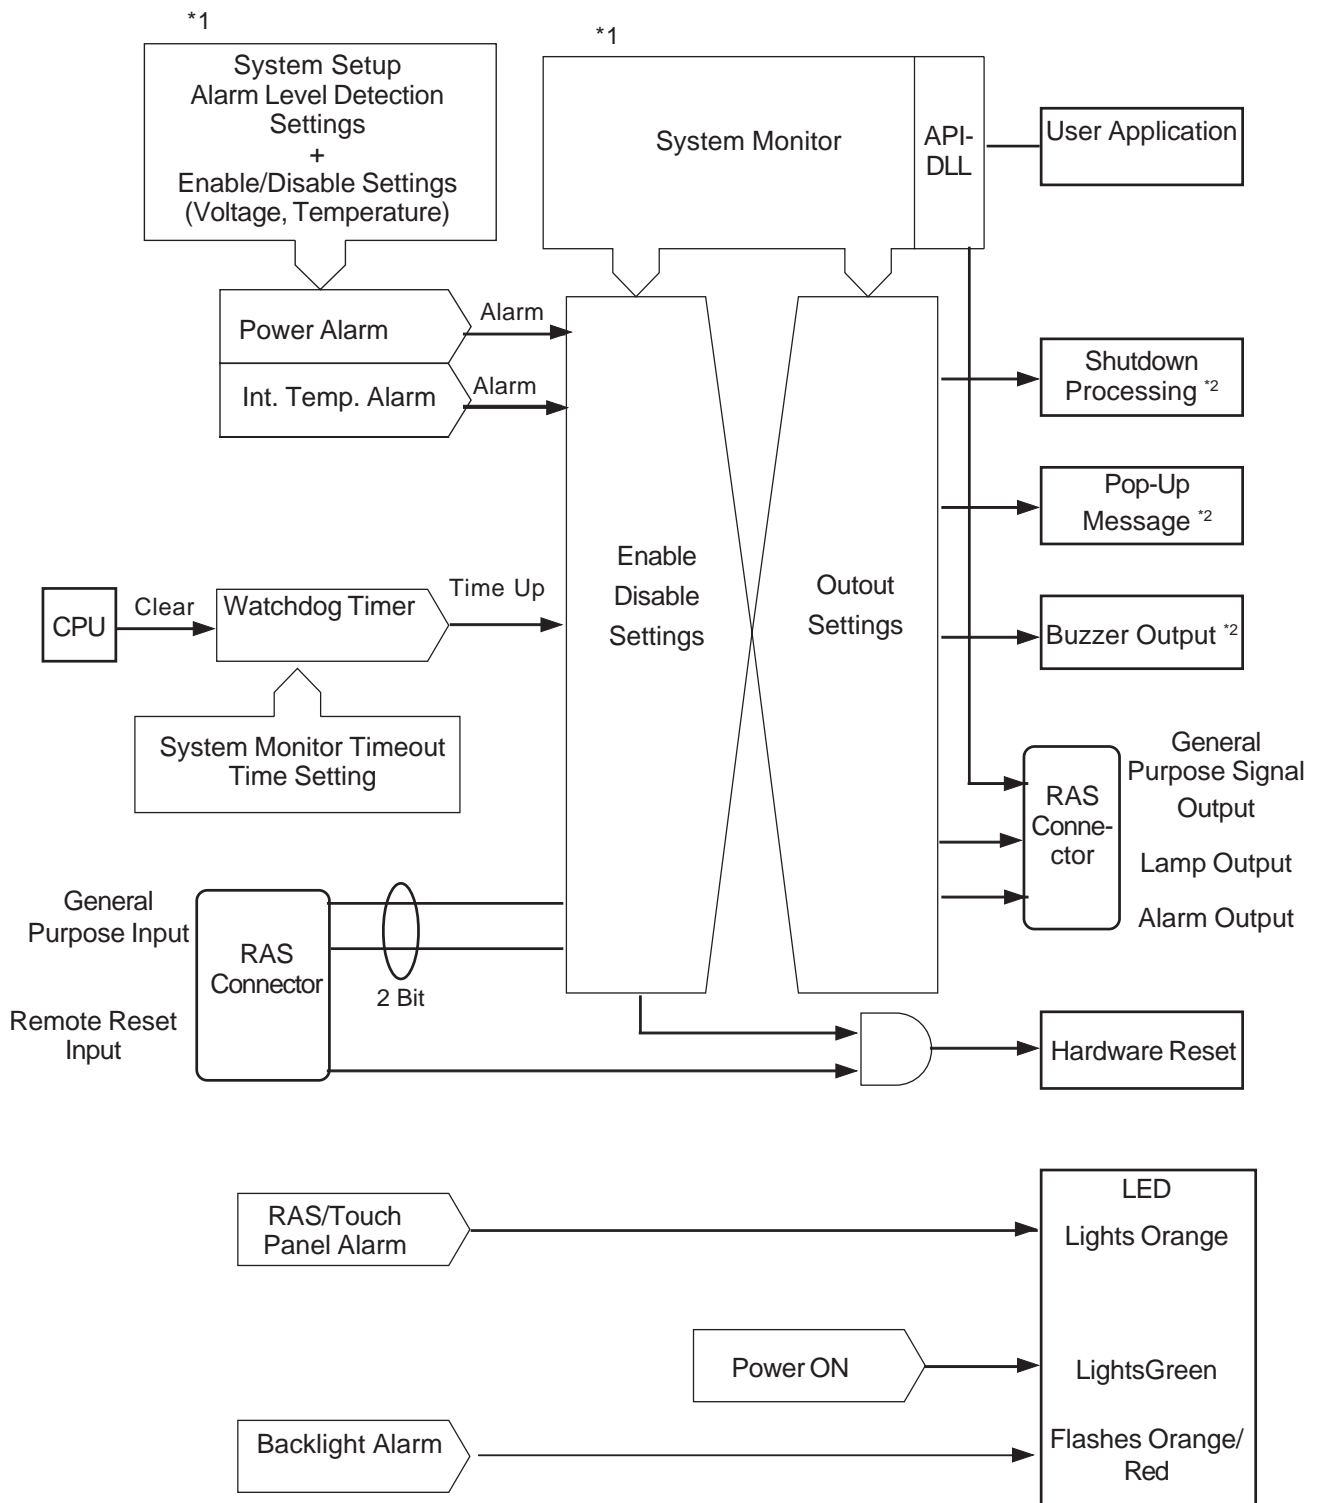 *1
System Setup
Alarm Level Detection
Settings
+
Enable/Disable Settings
(Voltage, Temperature)
*1
System Monitor
API-
DLL
User Application
Power Alarm
Alarm
Int. Temp. Alarm
Alarm
Shutdown
Processing *2
Pop-Up
Message *2
Enable
Disable
Settings
Outout
Settings
CPU
Clear
Watchdog Timer
Time Up
Buzzer Output *2
System Monitor Timeout
Time Setting
RAS
Conne-
ctor
General
Purpose Signal
Output
Lamp Output
Alarm Output
General
Purpose Input
RAS
Connector
2 Bit
Remote Reset
Input
Hardware Reset
RAS/Touch
Panel Alarm
LED
Lights Orange
Power ON
LightsGreen
Backlight Alarm
Flashes Orange/
Red